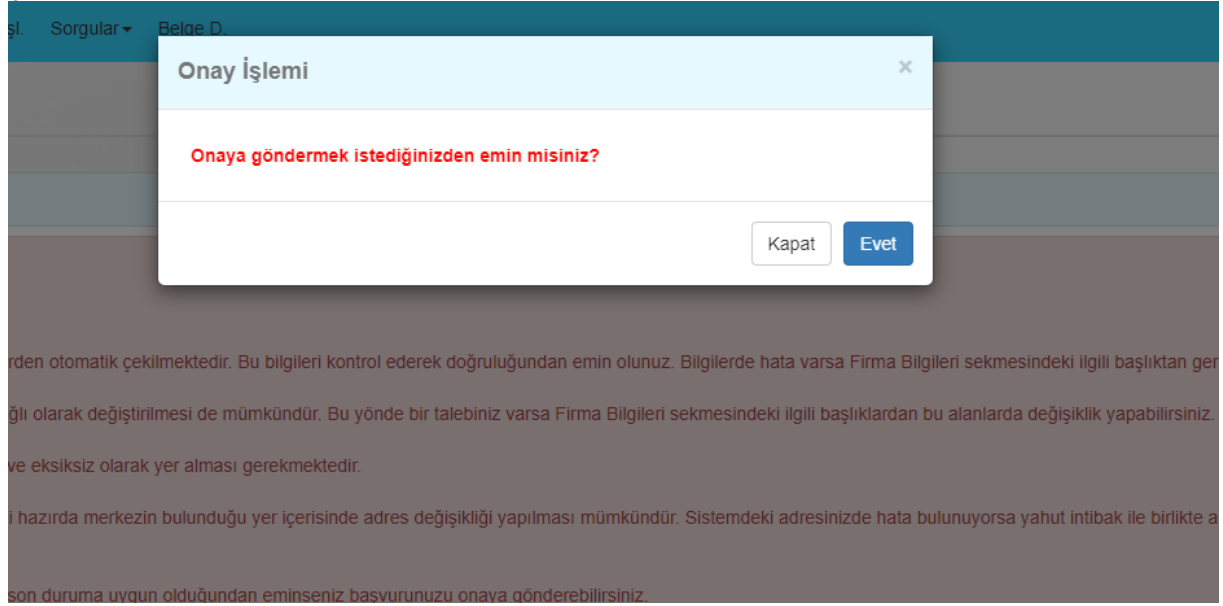 şl. Sorgular Belge D.
Onay İşlemi ×
Onaya göndermek istediğinizden emin misiniz?
Kapat Evet
rden otomatik çekilmektedir. Bu bilgileri kontrol ederek doğruluğundan emin olunuz. Bilgilerde hata varsa Firma Bilgileri sekmesindeki ilgili başlıktan ger
ğlı olarak değiştirilmesi de mümkündür. Bu yönde bir talebiniz varsa Firma Bilgileri sekmesindeki ilgili başlıklardan bu alanlarda değişiklik yapabilirsiniz.
ve eksiksiz olarak yer alması gerekmektedir.
i hazırda merkezin bulunduğu yer içerisinde adres değişikliği yapılması mümkündür. Sistemdeki adresinizde hata bulunuyorsa yahut intibak ile birlikte a
son duruma uygun olduğundan eminseniz başvurunuzu onaya gönderebilirsiniz.